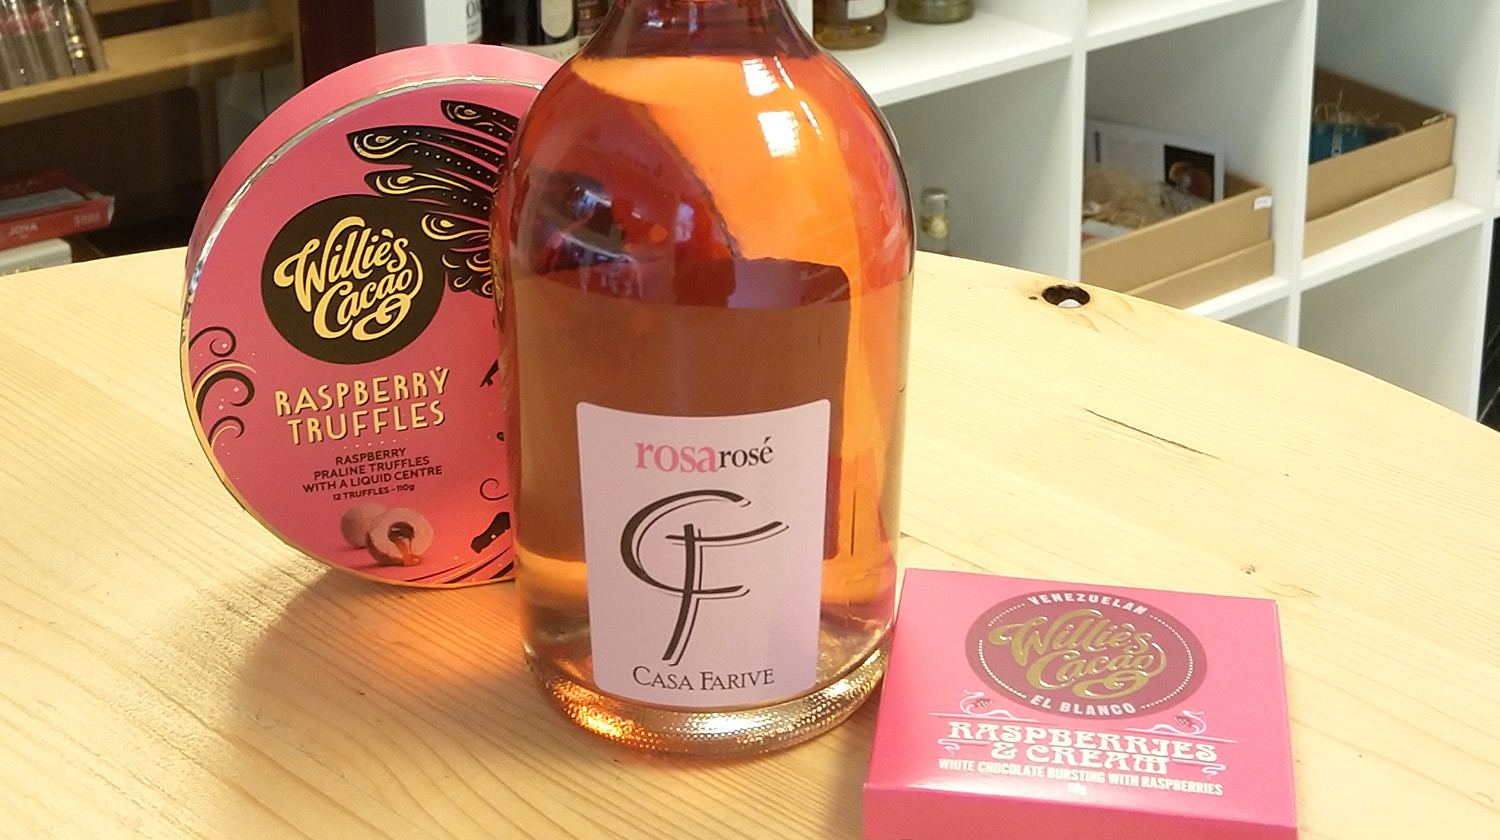 Willie's
Cacao
RASPBERRY
TRUFFLES
RASPBERRY
PRALINE TRUFFLES
WITH A LIQUID CENTRE
12 TRUFFLES - 110g
rosarosé
CF
CASA FARIVE
VENEZUELAN
Willie's
Cacao
EL BLANCO
RASPBERRIES
& CREAM
WHITE CHOCOLATE BURSTING WITH RASPBERRIES
JOYA